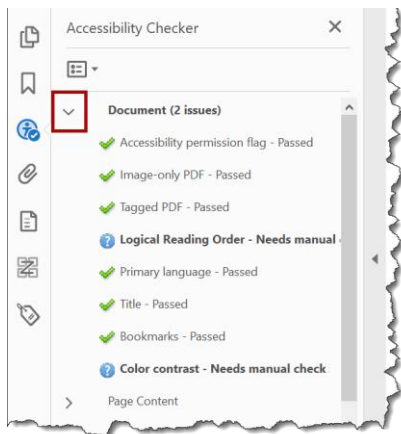 Accessibility Checker
Document (2 issues)
Accessibility permission flag - Passed
Image-only PDF - Passed
Tagged PDF - Passed
Logical Reading Order - Needs manual
Primary language - Passed
Title - Passed
Bookmarks - Passed
Color contrast - Needs manual check
Page Content